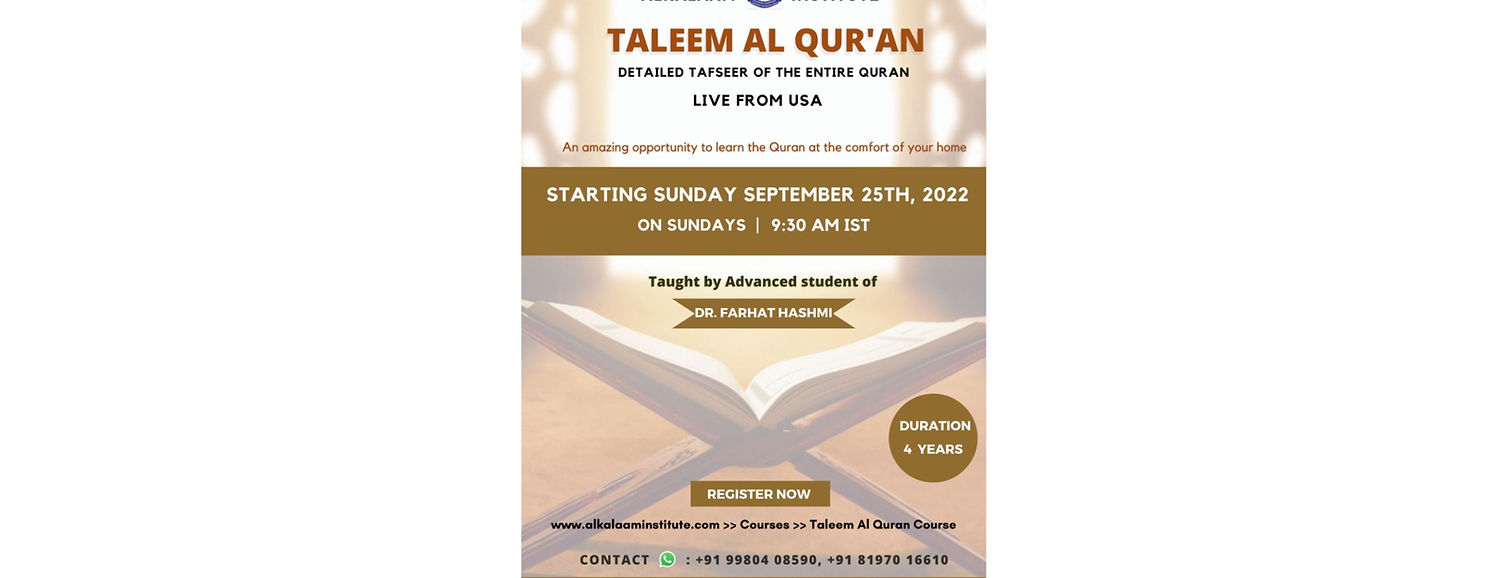 TALEEM AL QUR'AN
DETAILED TAFSEER OF THE ENTIRE QURAN
LIVE FROM USA
An amazing opportunity to learn the Quran at the comfort of your home
STARTING SUNDAY SEPTEMBER 25TH, 2022
ON SUNDAYS | 9:30 AM IST
Taught by Advanced student of
DR. FARHAT HASHMI
DURATION
4 YEARS
REGISTER NOW
www.alkalaaminstitute.com >> Courses >> Taleem Al Quran Course
CONTACT : +91 99804 08590, +91 81970 16610